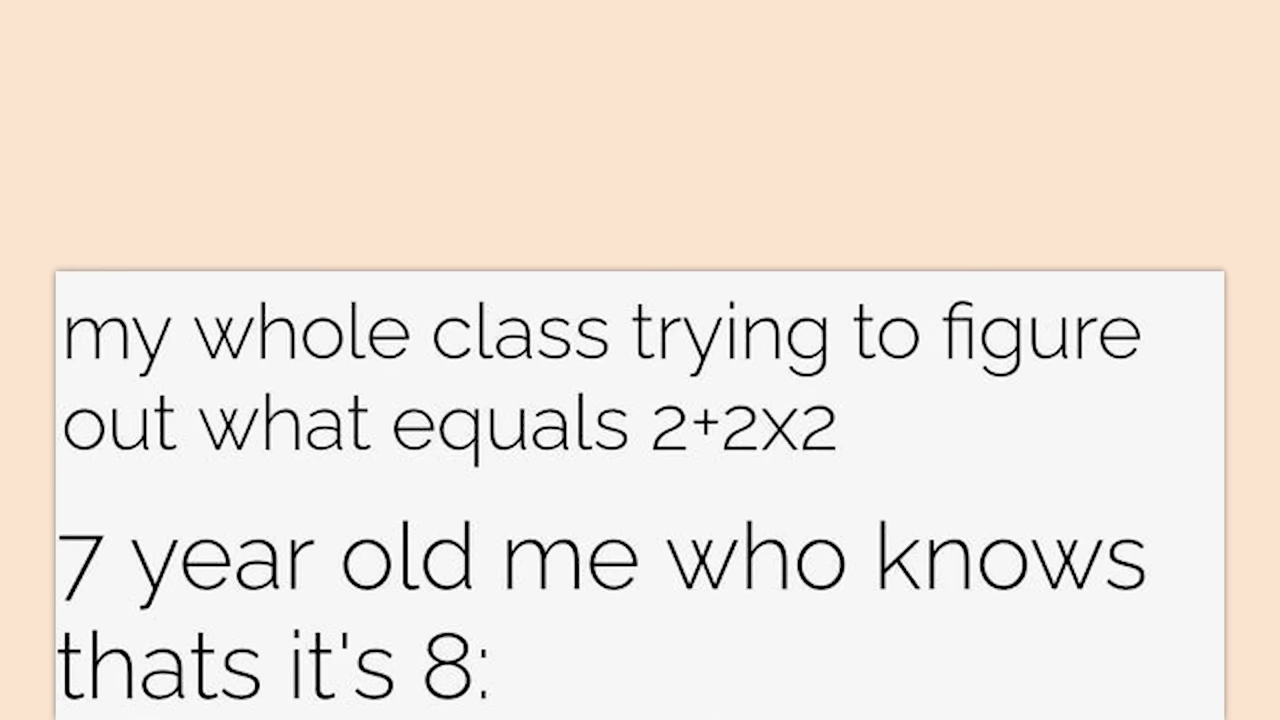 my whole class trying to figure
out what equals 2+2x2
7 year old me who knows
thats it's 8: